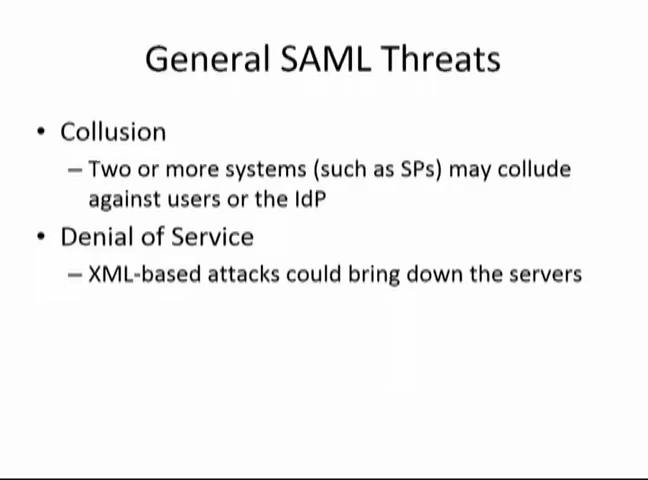 General SAML Threats
• Collusion
– Two or more systems (such as SPs) may collude
against users or the IdP
• Denial of Service
– XML-based attacks could bring down the servers